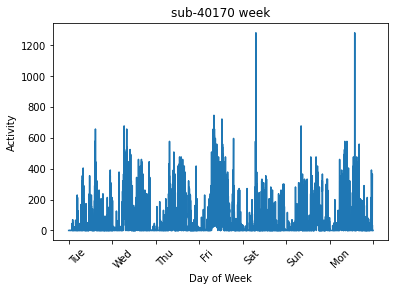 sub-40170 week
Activity
1200
1000
800
600
400
200
0
Tue
Wed
Thu
Fri
Sat
Sun
Mon
Day of Week